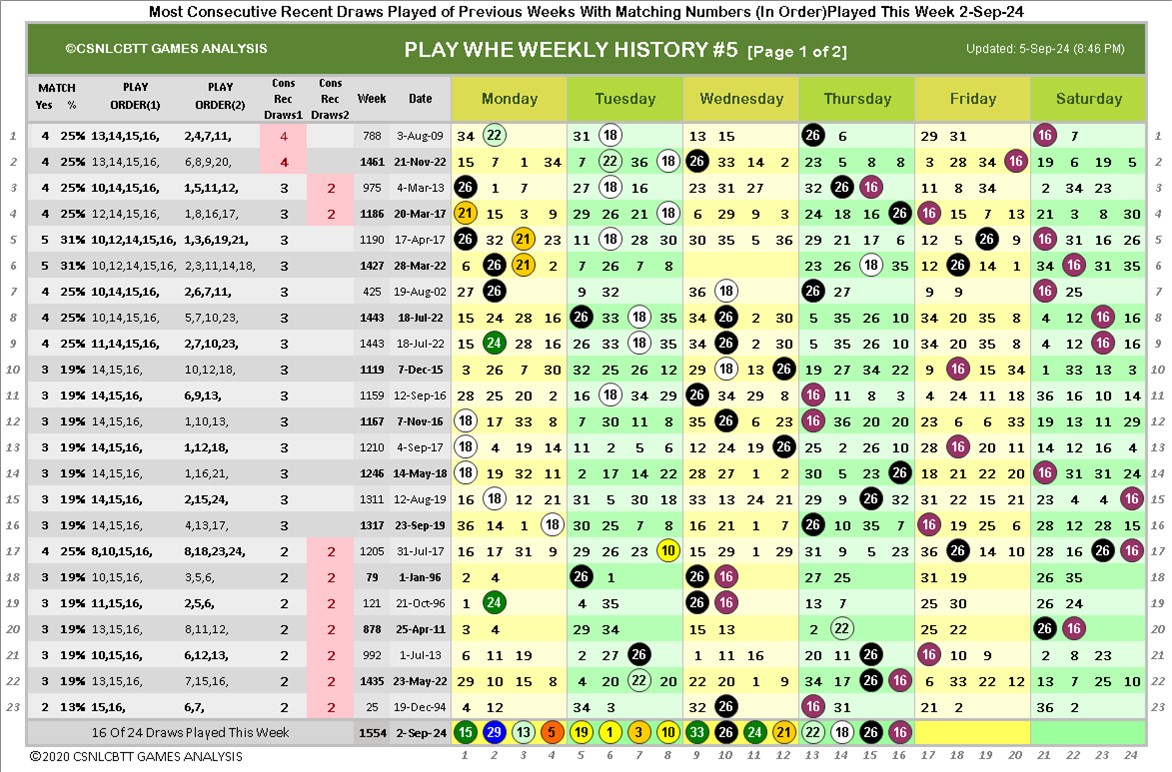 Most Consecutive Recent Draws Played of Previous Weeks With Matching Numbers (In Order)Played This Week 2-Sep-24
©CSNLCBTT GAMES ANALYSIS PLAY WHE WEEKLY HISTORY #5 [Page 1 of 2] Updated: 5-Sep-24 (8:46 PM)
MATCH PLAY PLAY Cons Cons Week Date Monday Tuesday Wednesday Thursday Friday Saturday
Yes % ORDER(1) ORDER(2) Rec Rec
Draws1 Draws2
1 4 25% 13,14,15,16, 2,4,7,11, 4 788 3-Aug-09 34 22 31 18 13 15 26 6 29 31 16 7 1
2 4 25% 13,14,15,16, 6,8,9,20, 4 1461 21-Nov-22 15 7 1 34 7 22 36 18 26 33 14 2 23 5 8 8 3 28 34 16 19 6 19 5 2
3 4 25% 10,14,15,16, 1,5,11,12, 3 2 975 4-Mar-13 26 1 7 27 18 16 23 31 27 32 26 16 11 8 34 2 34 23 3
4 4 25% 12,14,15,16, 1,8,16,17, 3 2 1186 20-Mar-17 21 15 3 9 29 26 21 18 6 29 9 3 24 18 16 26 16 15 7 13 21 3 8 30 4
5 5 31% 10,12,14,15,16, 1,3,6,19,21, 3 1190 17-Apr-17 26 32 21 23 11 18 28 30 30 35 5 36 29 21 17 6 12 5 26 9 16 31 16 26 5
6 5 31% 10,12,14,15,16, 2,3,11,14,18, 3 1427 28-Mar-22 6 26 21 2 7 26 7 8 23 26 18 35 12 26 14 1 34 16 31 35 6
7 4 25% 10,14,15,16, 2,6,7,11, 3 425 19-Aug-02 27 26 9 32 36 18 26 27 9 9 16 25 7
8 4 25% 10,14,15,16, 5,7,10,23, 3 1443 18-Jul-22 15 24 28 16 26 33 18 35 34 26 2 30 5 35 26 10 34 20 35 8 4 12 16 16 8
9 4 25% 11,14,15,16, 2,7,10,23, 3 1443 18-Jul-22 15 24 28 16 26 33 18 35 34 26 2 30 5 35 26 10 34 20 35 8 4 12 16 16 9
10 3 19% 14,15,16, 10,12,18, 3 1119 7-Dec-15 3 26 7 30 32 25 26 12 29 18 13 26 19 27 34 22 9 16 15 34 1 33 13 3 10
11 3 19% 14,15,16, 6,9,13, 3 1159 12-Sep-16 28 25 20 2 16 18 34 29 26 34 29 8 16 11 8 3 4 24 11 18 36 16 10 14 11
12 3 19% 14,15,16, 1,10,13, 3 1167 7-Nov-16 18 17 33 8 7 30 11 8 35 26 6 23 16 36 20 20 23 6 6 33 19 13 11 29 12
13 3 19% 14,15,16, 1,12,18, 3 1210 4-Sep-17 18 4 19 14 11 2 5 6 12 24 19 26 25 2 26 10 28 16 20 11 14 12 16 4 13
14 3 19% 14,15,16, 1,16,21, 3 1246 14-May-18 18 19 32 11 2 17 14 22 28 27 1 2 30 5 23 26 18 21 22 20 16 31 31 24 14
15 3 19% 14,15,16, 2,15,24, 3 1311 12-Aug-19 16 18 12 21 31 5 30 18 33 13 24 21 29 9 26 32 31 22 15 21 23 4 4 16 15
16 3 19% 14,15,16, 4,13,17, 3 1317 23-Sep-19 36 14 1 18 30 25 7 8 16 21 1 7 26 10 35 7 16 19 25 6 28 12 28 15 16
17 4 25% 8,10,15,16, 8,18,23,24, 2 2 1205 31-Jul-17 16 17 31 9 29 26 23 10 15 29 1 29 31 9 5 23 36 26 14 10 28 16 26 16 17
18 3 19% 10,15,16, 3,5,6, 2 2 79 1-Jan-96 2 4 26 1 26 16 27 25 31 19 26 35 18
19 3 19% 11,15,16, 2,5,6, 2 2 121 21-Oct-96 1 24 4 35 26 16 13 7 25 30 26 24 19
20 3 19% 13,15,16, 8,11,12, 2 2 878 25-Apr-11 3 4 29 34 15 13 2 22 25 22 26 16 20
21 3 19% 10,15,16, 6,12,13, 2 2 992 1-Jul-13 6 11 19 2 27 26 1 11 16 20 11 26 16 10 9 2 8 23 21
22 3 19% 13,15,16, 7,15,16, 2 2 1435 23-May-22 29 10 15 8 4 20 22 20 22 20 1 9 34 17 26 16 6 33 22 12 13 7 25 10 22
23 2 13% 15,16, 6,7, 2 2 25 19-Dec-94 4 12 34 3 32 26 16 31 21 2 36 2 23
16 Of 24 Draws Played This Week 1554 2-Sep-24 15 29 13 5 19 1 3 10 33 26 24 21 22 18 26 16
©2020 CSNLCBTT GAMES ANALYSIS 1 2 3 4 5 6 7 8 9 10 11 12 13 14 15 16 17 18 19 20 21 22 23 24